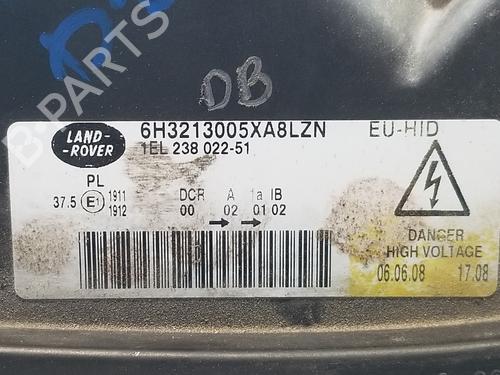 DB
B-PARTS
LAND-
-ROVER
6H3213005XA8LZN
EU-HID
1EL 238 022-51
PL
37.5 E1 1911
1912
DCR A 1a IB
00 02 01 02
DANGER
HIGH VOLTAGE
06.06.08 17.08